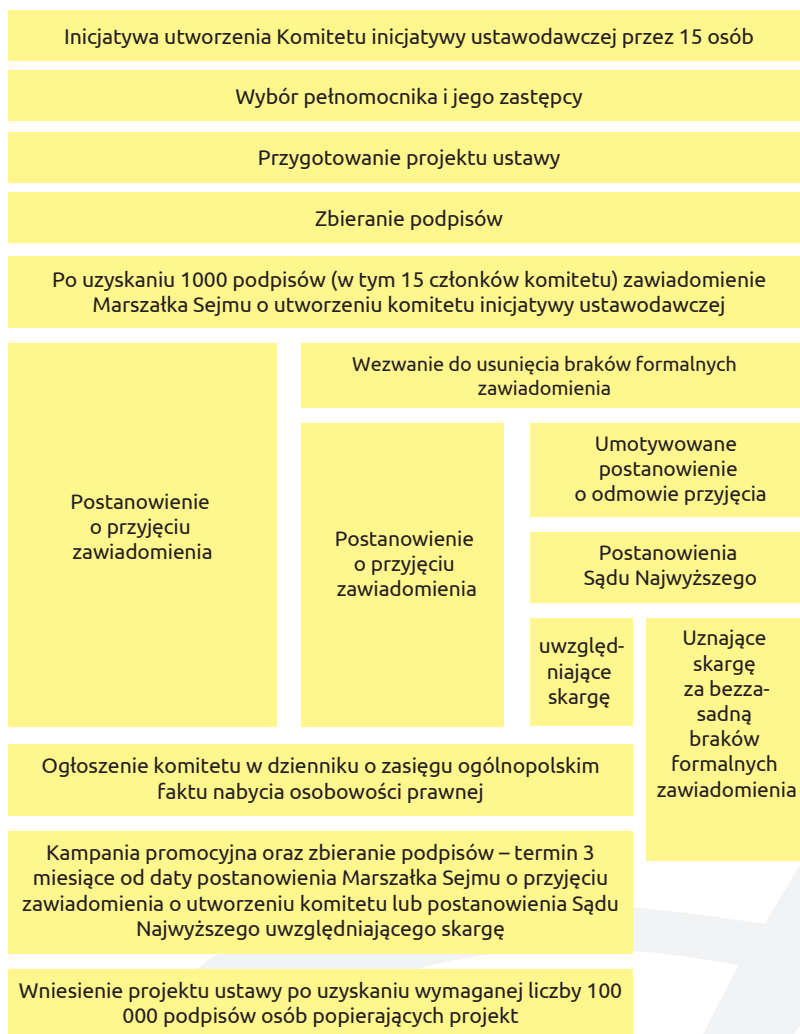 Inicjatywa utworzenia Komitetu inicjatywy ustawodawczej przez 15 osób
Wybór pełnomocnika i jego zastępcy
Przygotowanie projektu ustawy
Zbieranie podpisów
Po uzyskaniu 1000 podpisów (w tym 15 członków komitetu) zawiadomienie
Marszałka Sejmu o utworzeniu komitetu inicjatywy ustawodawczej
Postanowienie
o przyjęciu
zawiadomienia
Wezwanie do usunięcia braków formalnych
zawiadomienia
Postanowienie
o przyjęciu
zawiadomienia
Umotywowane
postanowienie
o odmowie przyjęcia
Postanowienia
Sądu Najwyższego
uwzględ-
niające
skargę
Uznające
skargę
za bezza-
sadną
braków
formalnych
zawiadomienia
Ogłoszenie komitetu w dzienniku o zasięgu ogólnopolskim
faktu nabycia osobowości prawnej
Kampania promocyjna oraz zbieranie podpisów – termin 3
miesiące od daty postanowienia Marszałka Sejmu o przyjęciu
zawiadomienia o utworzeniu komitetu lub postanowienia Sądu
Najwyższego uwzględniającego skargę
Wniesienie projektu ustawy po uzyskaniu wymaganej liczby 100
000 podpisów osób popierających projekt